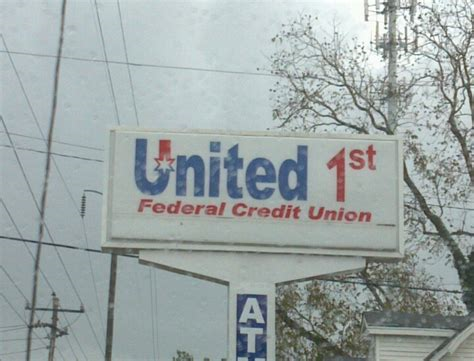 United 1st
Federal Credit Union
AT